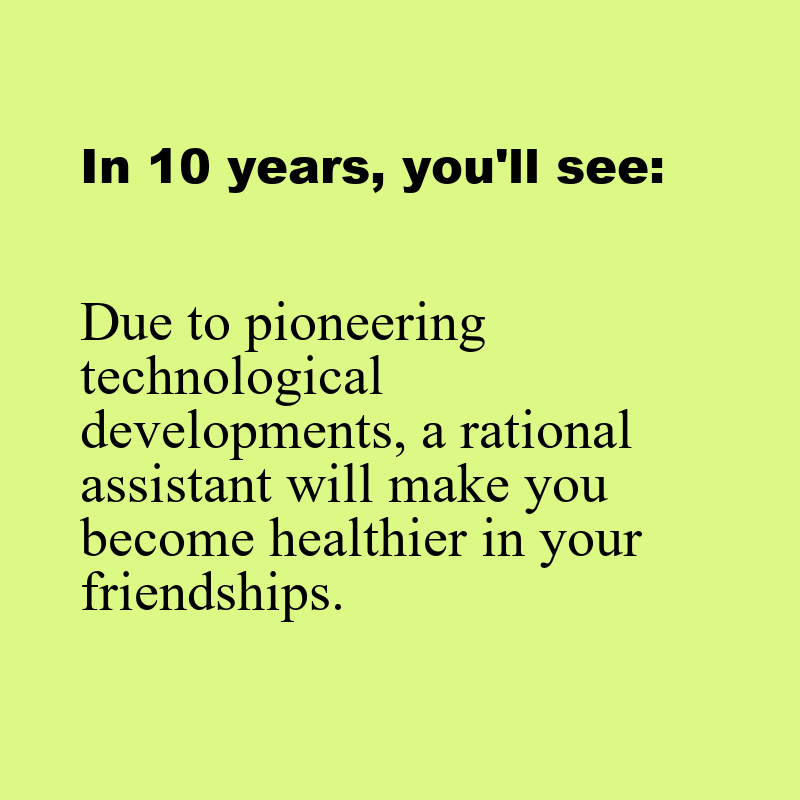 In 10 years, you'll see:
Due to pioneering
technological
developments, a rational
assistant will make you
become healthier in your
friendships.